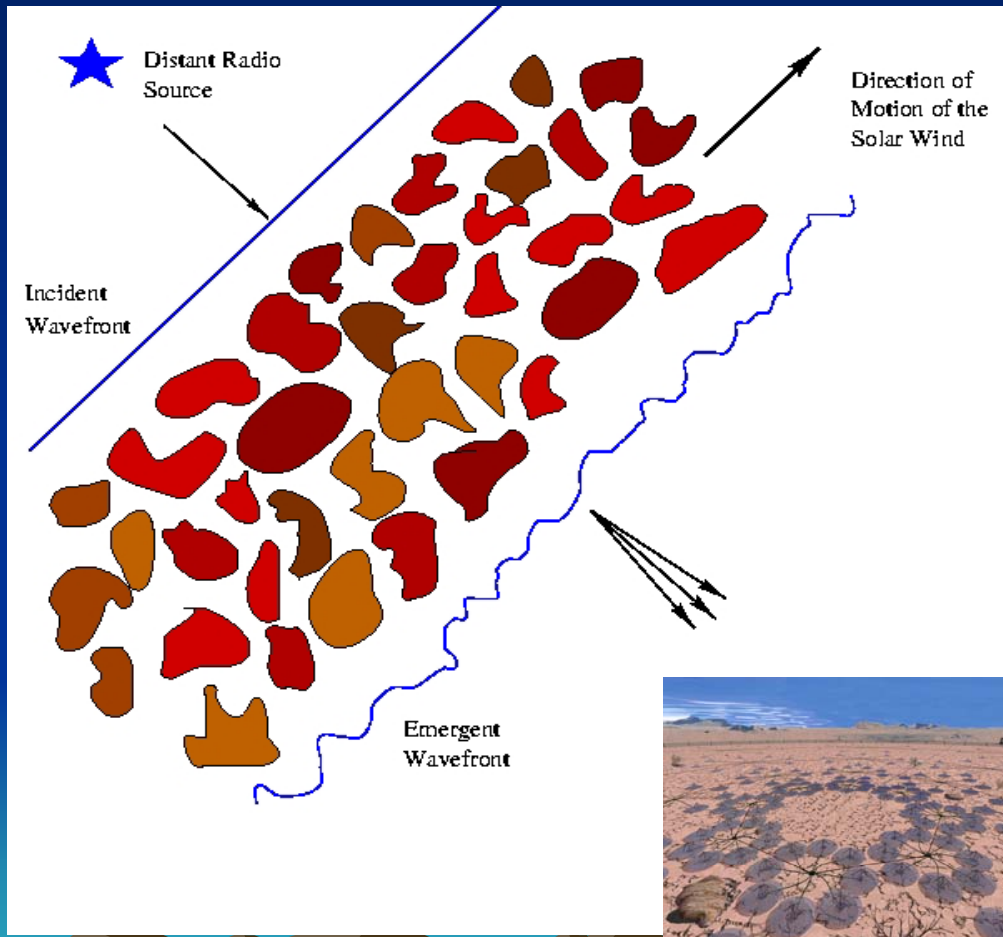 Distant Radio
Source
Direction of
Motion of the
Solar Wind
Incident
Wavefront
Emergent
Wavefront